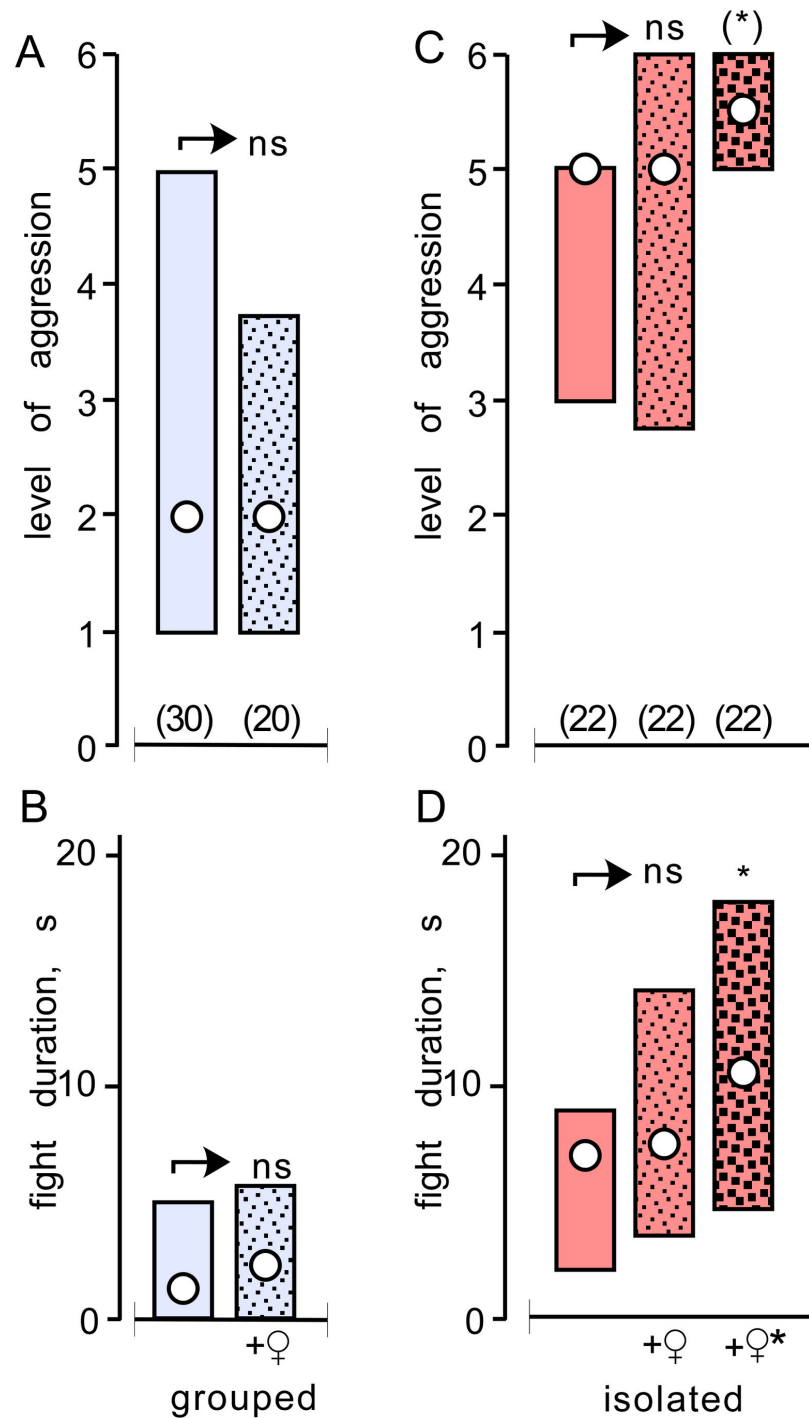 A
level of aggression
6
5
4
3
2
1
0
ns
(30) (20)
C
level of aggression
6
5
4
3
2
1
0
ns (*)
(22) (22) (22)
B
fight duration, s
20
10
0
ns
+♀
grouped
D
fight duration, s
20
10
0
ns *
+♀ +♀*
isolated